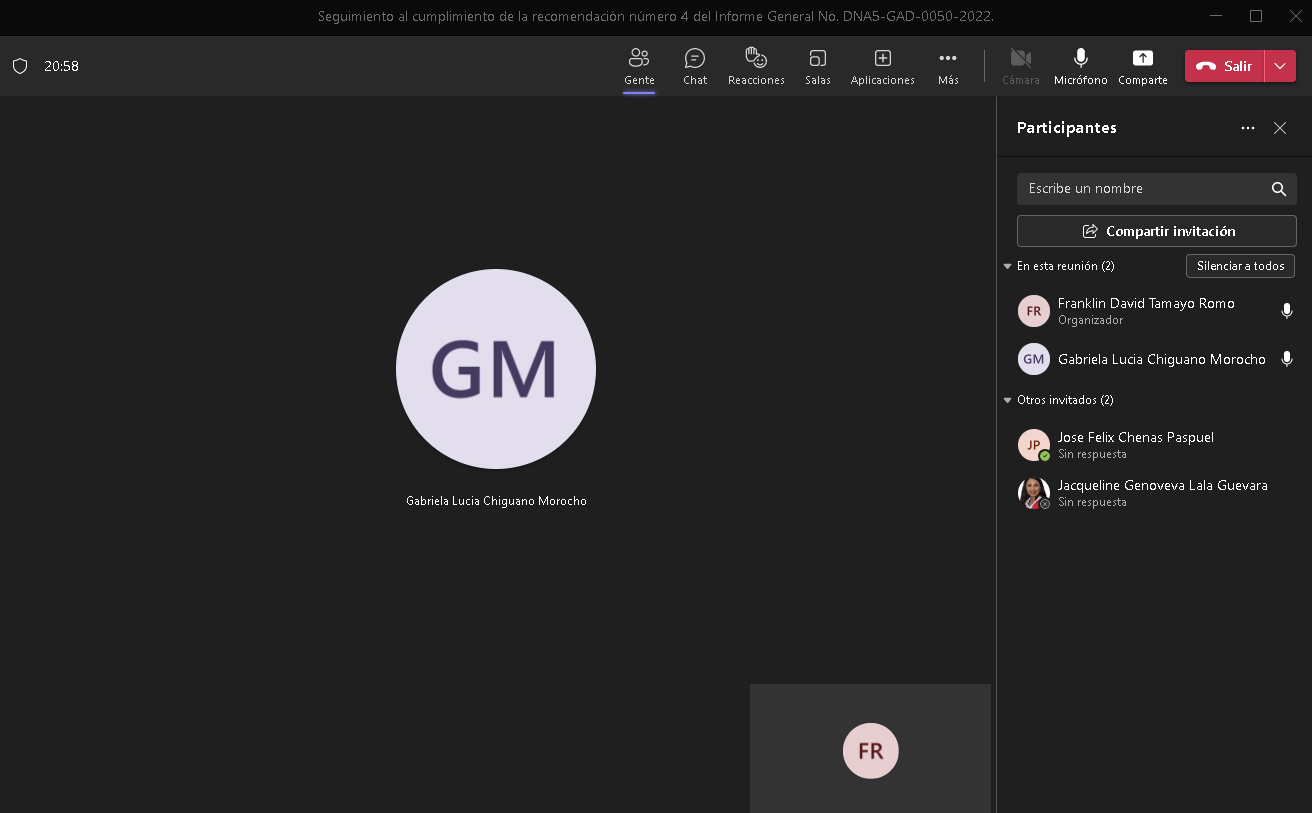 Seguimiento al cumplimiento de la recomendación número 4 del Informe General No. DNA5-GAD-0050-2022.
20:58
Gente
Chat
Reacciones
Salas
Aplicaciones
Más
Cámara
Micrófono
Comparte
Salir
Participantes
Escribe un nombre
Compartir invitación
En esta reunión (2)
Silenciar a todos
FR
Franklin David Tamayo Romo
Organizador
GM
Gabriela Lucia Chiguano Morocho
Otros invitados (2)
JP
Jose Felix Chenas Paspuel
Sin respuesta
Jacqueline Genoveva Lala Guevara
Sin respuesta
GM
Gabriela Lucia Chiguano Morocho
FR